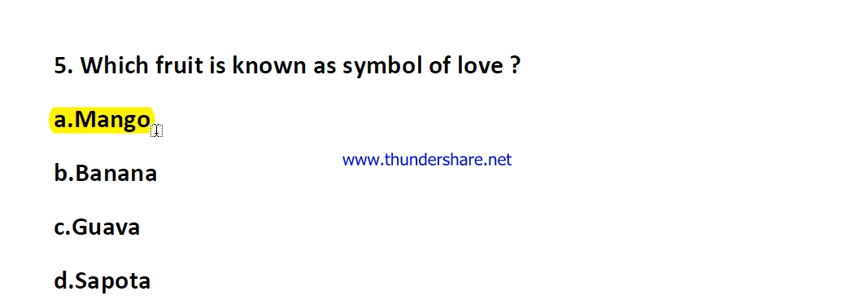 5. Which fruit is known as symbol of love ?
a.Mango
www.thundershare.net
b.Banana
c.Guava
d.Sapota